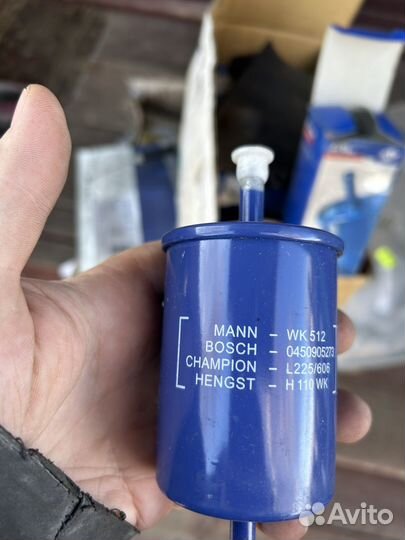 MANN - WK 512
BOSCH - 0450905273
CHAMPION - L225/606
HENGST - H 110 WK
Avito